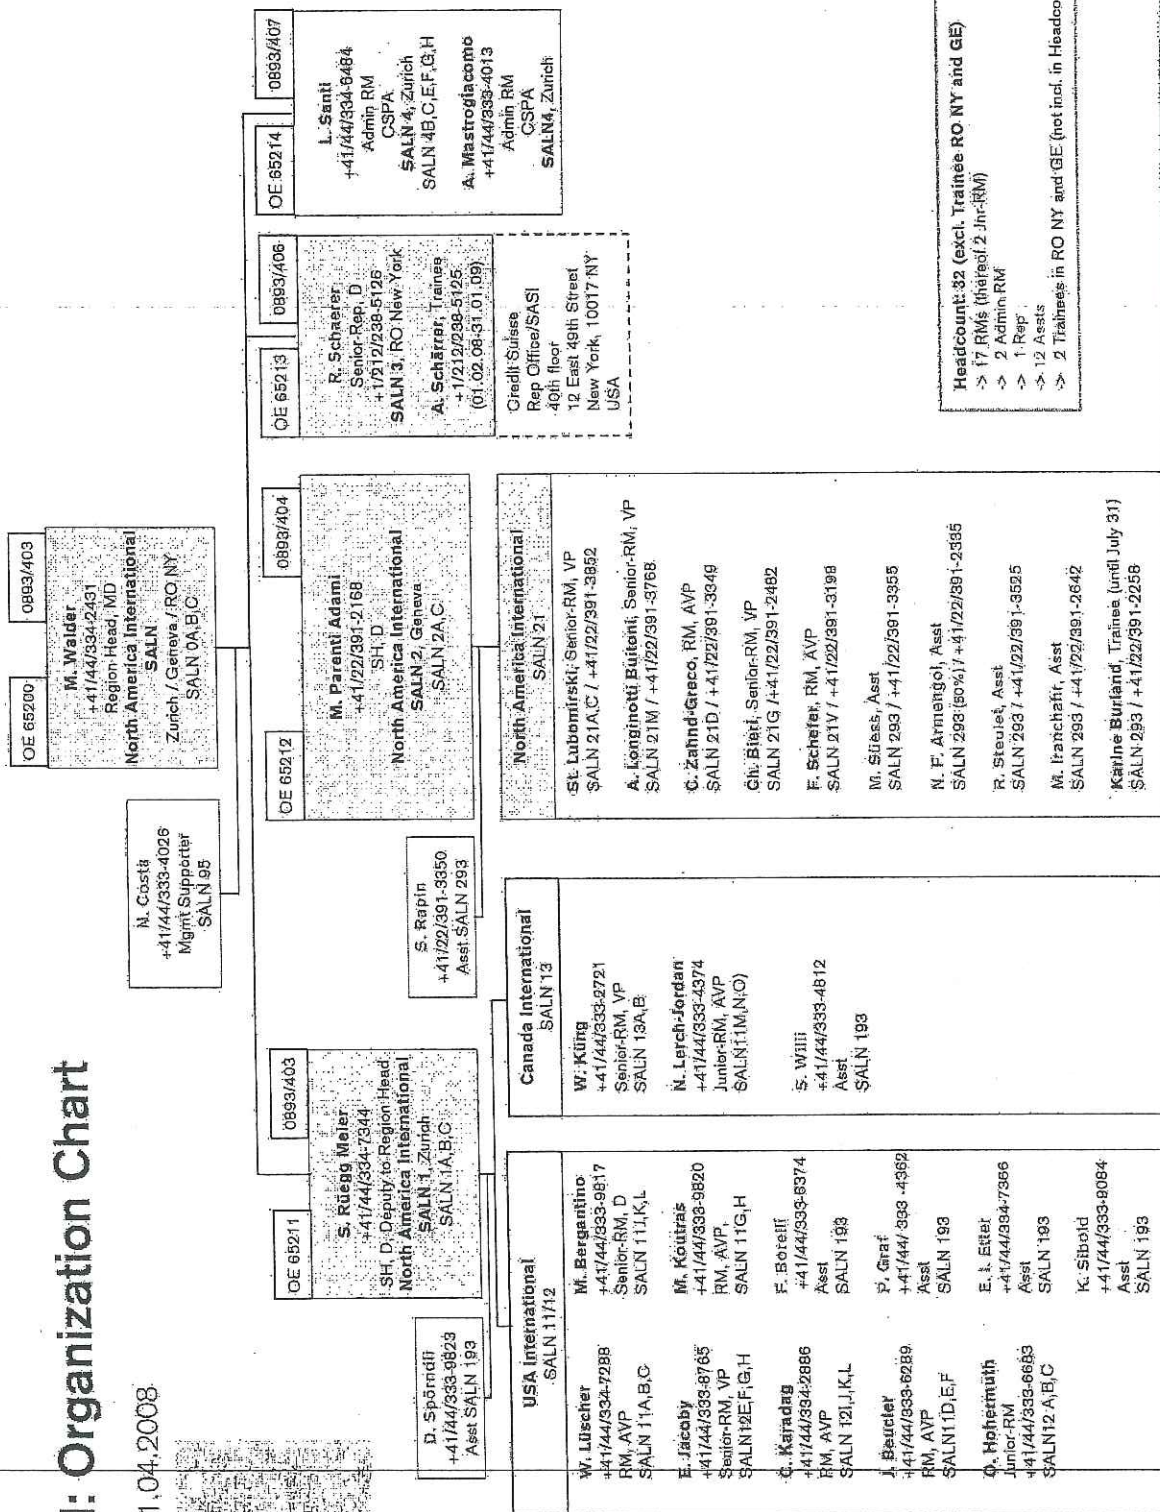 : Organization Chart
1.04.2008
OE 65200
0893/403
M. Walder
+41/44/334-2431
Region Head, MD
North America International
SALN
Zurich / Geneva / RO NY
SALN 0A,B,C
N. Costa
+41/44/333-4026
Mgmt Supporter
SALN 95
OE 65211
0893/403
S. Rüegg Meier
+41/44/334-7344
SH, D, Deputy to Region Head
North America International
SALN 1, Zurich
SALN 1A,B,C
D. Spörndli
+41/44/333-9823
Asst SALN 193
USA International
SALN 11/12
W. Lüscher
+41/44/334-7288
RM, AVP
SALN 11A,B,C
E. Jacoby
+41/44/333-8765
Senior-RM, VP
SALN12E,F,G,H
C. Karadag
+41/44/334-2886
RM, AVP
SALN 12I,J,K,L
J. Beutler
+41/44/333-6289
RM, AVP
SALN11D,E,F
O. Hohermuth
Junior-RM
+41/44/333-6683
SALN12 A,B,C
M. Bergantino
+41/44/333-9817
Senior-RM, D
SALN 11IJ,K,L
M. Koutras
+41/44/333-9820
RM, AVP,
SALN 11G,H
F. Borelli
+41/44/333-8374
Asst
SALN 193
P. Graf
+41/44/ 333 -4362
Asst
SALN 193
E. I. Etter
+41/44/334-7366
Asst
SALN 193
K. Sibold
+41/44/333-9084
Asst
SALN 193
Canada International
SALN 13
W. Küng
+41/44/333-2721
Senior-RM, VP
SALN 13A,B
N. Lerch-Jordan
+41/44/333-4374
Junior-RM, AVP
SALN11M,N,O)
S. Willi
+41/44/333-4812
Asst
SALN 193
OE 65212
0893/404
M. Parenti Adami
+41/22/391-2168
SH, D
North America International
SALN 2, Geneva
SALN 2A,C
S. Rapin
+41/22/391-3350
Asst SALN 293
North America International
SALN 21
St. Lubomirski, Senior-RM, VP
SALN 21A,C / +41/22/391-3852
A. Longinotti Buitoni, Senior-RM, VP
SALN 21M / +41/22/391-3768
C. Zahnd-Greco, RM, AVP
SALN 21D / +41/22/391-3349
Ch. Bieri, Senior-RM, VP
SALN 21G / +41/22/391-2482
F. Schefer, RM, AVP
SALN 21V / +41/22/391-3198
M. Süess, Asst
SALN 293 / +41/22/391-3355
N. F. Armengol, Asst
SALN 293 (50%) / +41/22/391-2335
R. Steulet, Asst
SALN 293 / +41/22/391-3525
M. Iranchahr, Asst
SALN 293 / +41/22/391-2642
Karine Burland, Trainee (until July 31)
SALN 293 / +41/22/391-2258
OE 65213
0893/406
R. Schaerer
Senior-Rep, D
+1/212/238-5126
SALN 3, RO New York
A. Schärrer, Trainee
+1/212/238-5125
(01.02.08-31.01.09)
Credit Suisse
Rep Office/SASI
40th floor
12 East 49th Street
New York, 10017 NY
USA
OE 65214
0893/407
L. Santi
+41/44/334-6484
Admin RM
CSPA
SALN 4, Zurich
SALN 4B,C,E,F,G,H
A. Mastrogiacomo
+41/44/333-4013
Admin RM
CSPA
SALN4, Zurich
Headcount: 32 (excl. Trainee RO NY and GE)
-> 17 RMs (thereof 2 Jnr-RM)
-> 2 Admin RM
-> 1 Rep
-> 12 Assts
-> 2 Trainees in RO NY and GE (not incl. in Headco